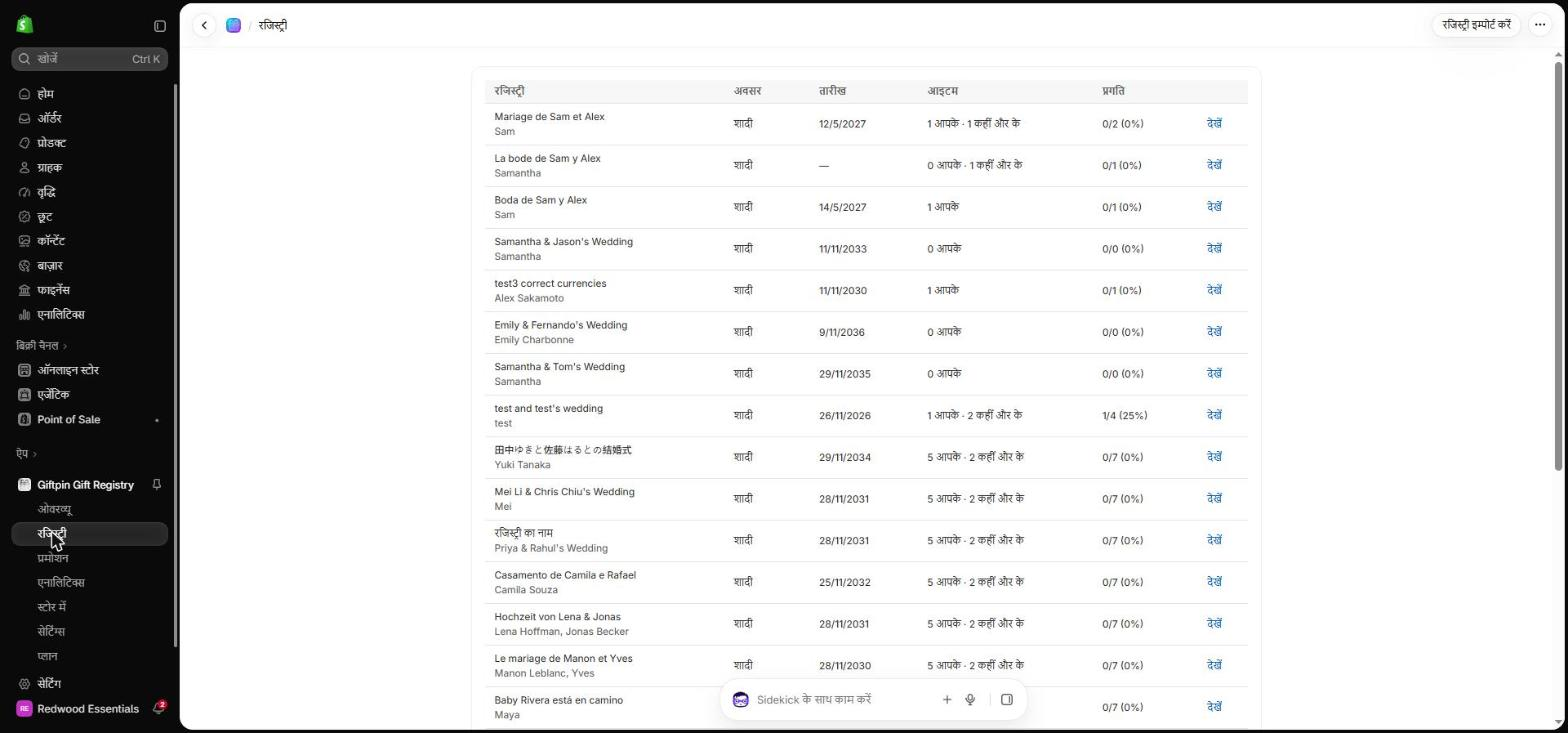 खोजें Ctrl K
होम
ऑर्डर
प्रोडक्ट
ग्राहक
वृद्धि
छूट
कॉन्टेंट
बाज़ार
फाइनेंस
एनालिटिक्स
बिक्री चैनल
ऑनलाइन स्टोर
एजेंटिक
Point of Sale
ऐप
Giftpin Gift Registry
ओवरव्यू
रजिस्ट्री
प्रमोशन
एनालिटिक्स
स्टोर में
सेटिंग्स
प्लान
सेटिंग
RE Redwood Essentials 2
/ रजिस्ट्री
रजिस्ट्री इम्पोर्ट करें
रजिस्ट्री अवसर तारीख आइटम प्रगति
Mariage de Sam et Alex
Sam
शादी 12/5/2027 1 आपके · 1 कहीं और के 0/2 (0%) देखें
La bode de Sam y Alex
Samantha
शादी — 0 आपके · 1 कहीं और के 0/1 (0%) देखें
Boda de Sam y Alex
Sam
शादी 14/5/2027 1 आपके 0/1 (0%) देखें
Samantha & Jason's Wedding
Samantha
शादी 11/11/2033 0 आपके 0/0 (0%) देखें
test3 correct currencies
Alex Sakamoto
शादी 11/11/2030 1 आपके 0/1 (0%) देखें
Emily & Fernando's Wedding
Emily Charbonne
शादी 9/11/2036 0 आपके 0/0 (0%) देखें
Samantha & Tom's Wedding
Samantha
शादी 29/11/2035 0 आपके 0/0 (0%) देखें
test and test's wedding
test
शादी 26/11/2026 1 आपके · 2 कहीं और के 1/4 (25%) देखें
田中ゆきと佐藤はるとの結婚式
Yuki Tanaka
शादी 29/11/2034 5 आपके · 2 कहीं और के 0/7 (0%) देखें
Mei Li & Chris Chiu's Wedding
Mei
शादी 28/11/2031 5 आपके · 2 कहीं और के 0/7 (0%) देखें
रजिस्ट्री का नाम
Priya & Rahul's Wedding
शादी 28/11/2031 5 आपके · 2 कहीं और के 0/7 (0%) देखें
Casamento de Camila e Rafael
Camila Souza
शादी 25/11/2032 5 आपके · 2 कहीं और के 0/7 (0%) देखें
Hochzeit von Lena & Jonas
Lena Hoffman, Jonas Becker
शादी 28/11/2031 5 आपके · 2 कहीं और के 0/7 (0%) देखें
Le mariage de Manon et Yves
Manon Leblanc, Yves
शादी 28/11/2030 5 आपके · 2 कहीं और के 0/7 (0%) देखें
Baby Rivera está en camino
Maya
0/7 (0%) देखें
Sidekick के साथ काम करें